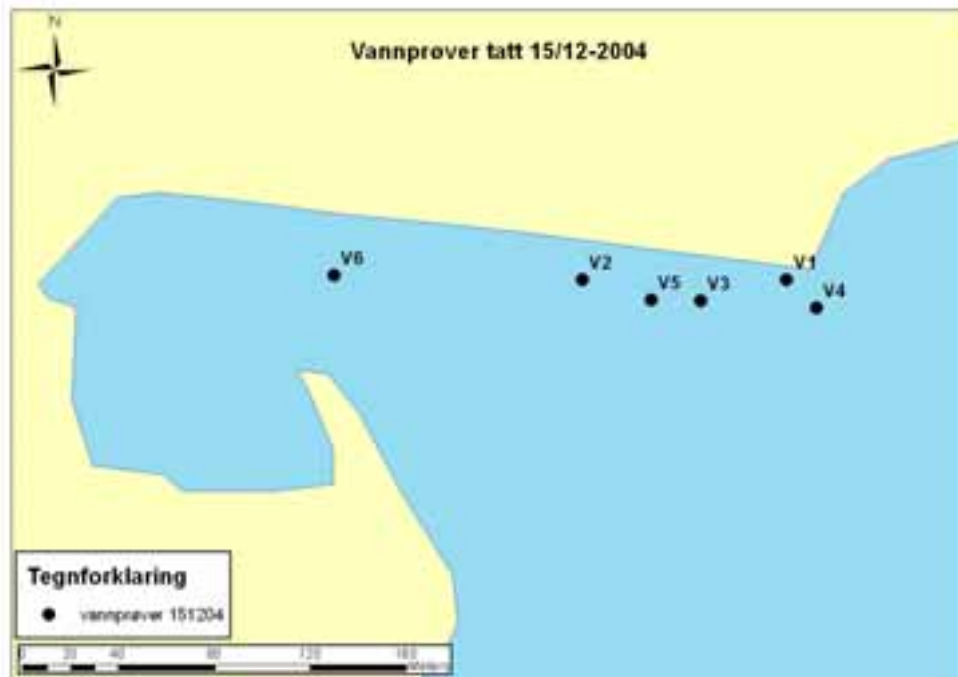 N
Vannprøver tatt 15/12-2004
V6
V2
V1
V5
V3
V4
Tegnforklaring
vannprøver 151204
0 20 40 80 120 160
Meters